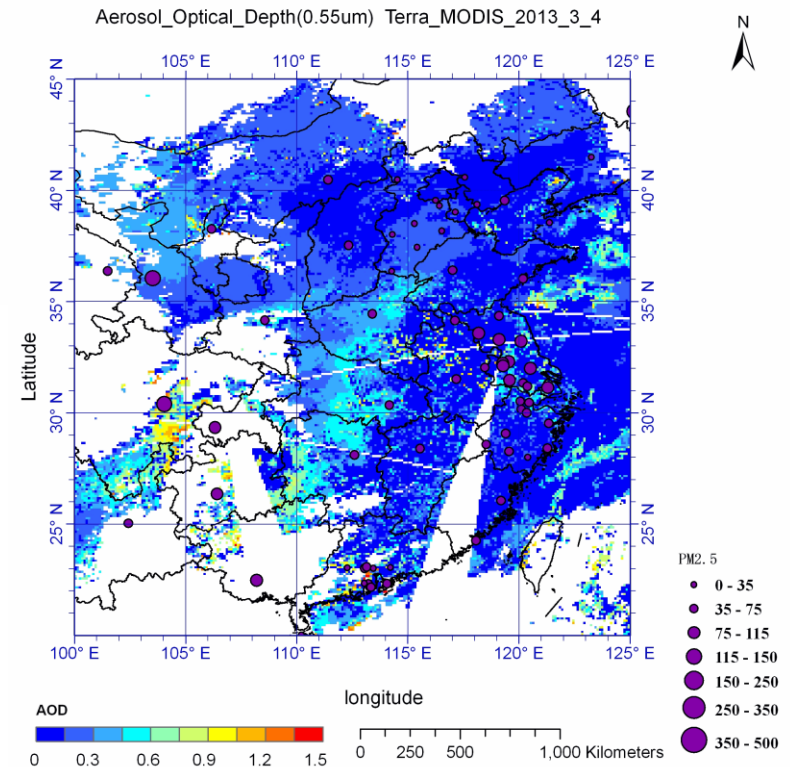 Aerosol_Optical_Depth(0.55um) Terra_MODIS_2013_3_4
N
105° E 110° E 115° E 120° E 125° E
45° N 45° N
40° N 40° N
35° N 35° N
30° N 30° N
25° N 25° N
Latitude
100° E 105° E 110° E 115° E 120° E 125° E
longitude
AOD
0 0.3 0.6 0.9 1.2 1.5
0 250 500 1,000 Kilometers
PM2.5
0 - 35
35 - 75
75 - 115
115 - 150
150 - 250
250 - 350
350 - 500